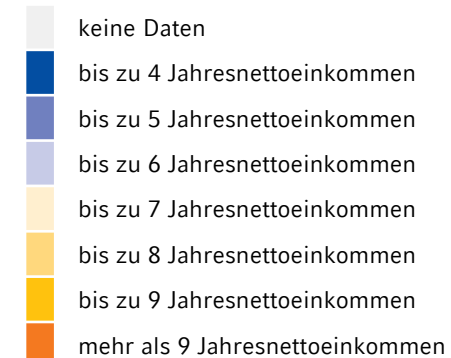 keine Daten
bis zu 4 Jahresnettoeinkommen
bis zu 5 Jahresnettoeinkommen
bis zu 6 Jahresnettoeinkommen
bis zu 7 Jahresnettoeinkommen
bis zu 8 Jahresnettoeinkommen
bis zu 9 Jahresnettoeinkommen
mehr als 9 Jahresnettoeinkommen